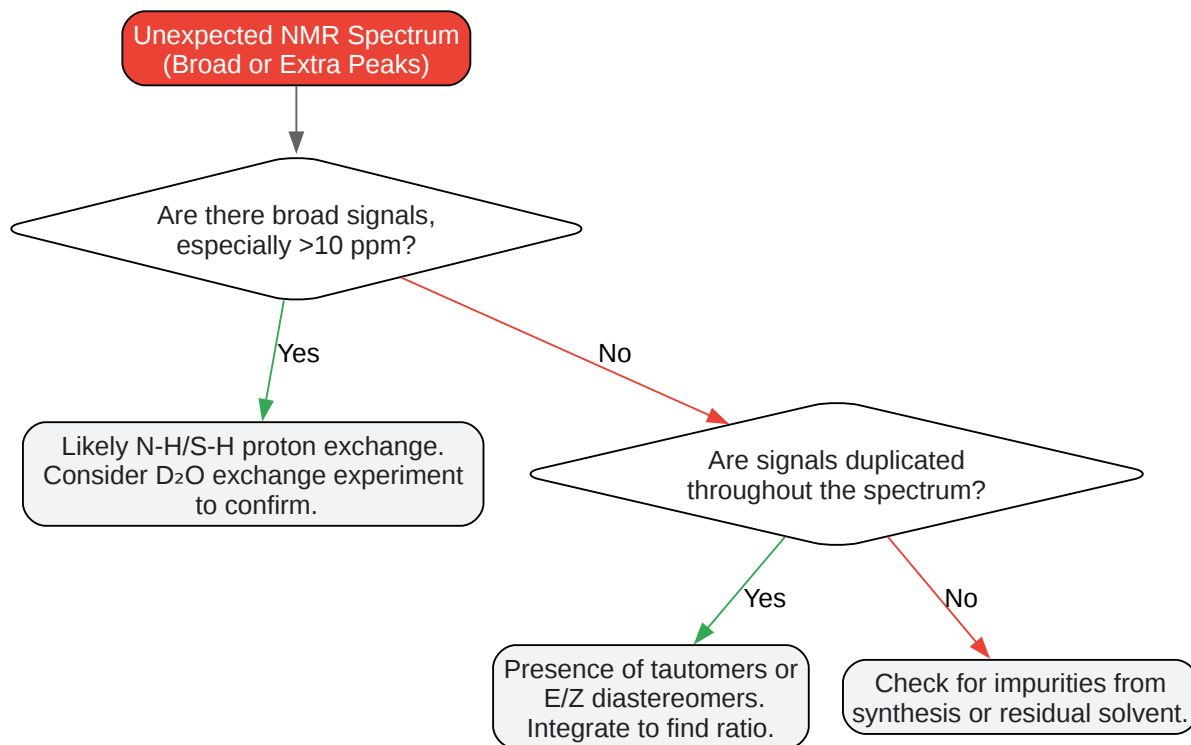 Unexpected NMR Spectrum
(Broad or Extra Peaks)
Are there broad signals,
especially >10 ppm?
Yes
No
Likely N-H/S-H proton exchange.
Consider D₂O exchange experiment
to confirm.
Are signals duplicated
throughout the spectrum?
Yes
No
Presence of tautomers or
E/Z diastereomers.
Integrate to find ratio.
Check for impurities from
synthesis or residual solvent.